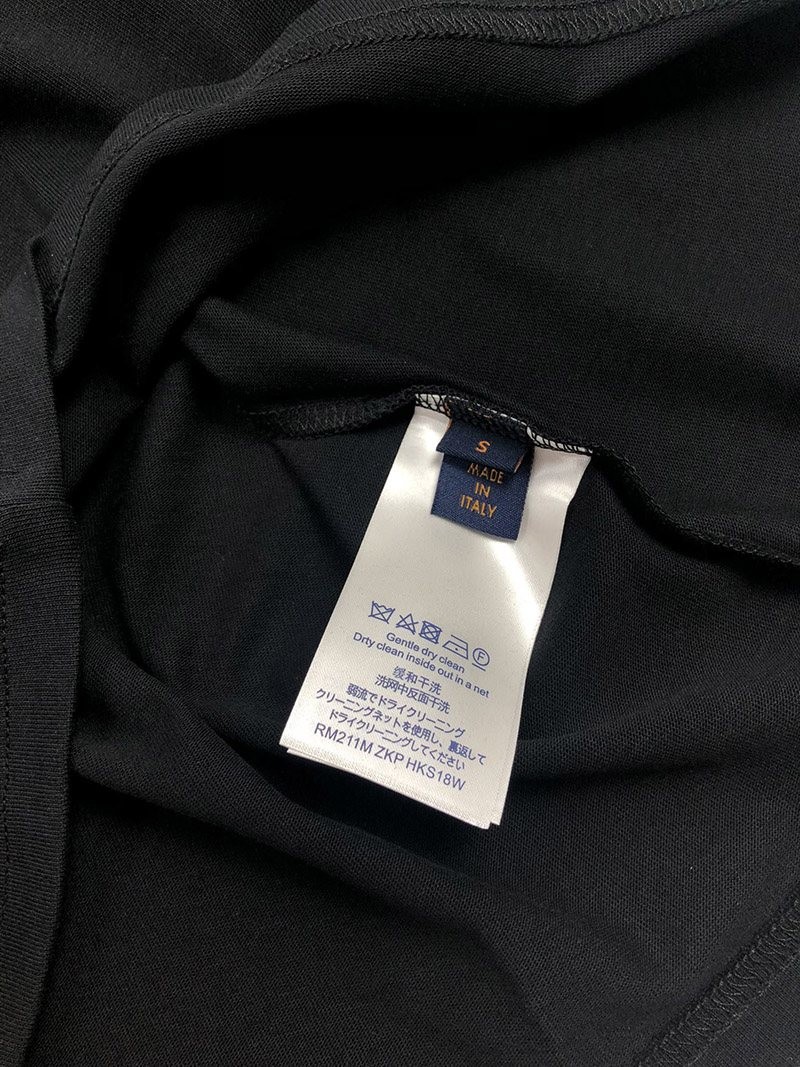 S
MADE
IN
ITALY
F
Gentle dry clean
Drty clean inside out in a net
缓和干洗
洗网中反面干洗
弱流でドライクリーニング
クリーニングネットを使用し、裏返して
ドライクリーニングしてください
RM211M ZKP HKS18W